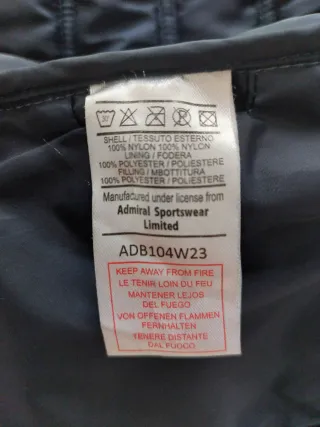 30°
SHELL / TESSUTO ESTERNO
100% NYLON 100% NYLON
LINING / FODERA
100% POLYESTER / POLIESTERE
FILLING / IMBOTTITURA
100% POLYESTER / POLIESTERE
Manufactured under license from
Admiral Sportswear
Limited
ADB104W23
KEEP AWAY FROM FIRE
LE TENIR LOIN DU FEU
MANTENER LEJOS
DEL FUEGO
VON OFFENEN FLAMMEN
FERNHALTEN
TENERE DISTANTE
DAL FUOCO